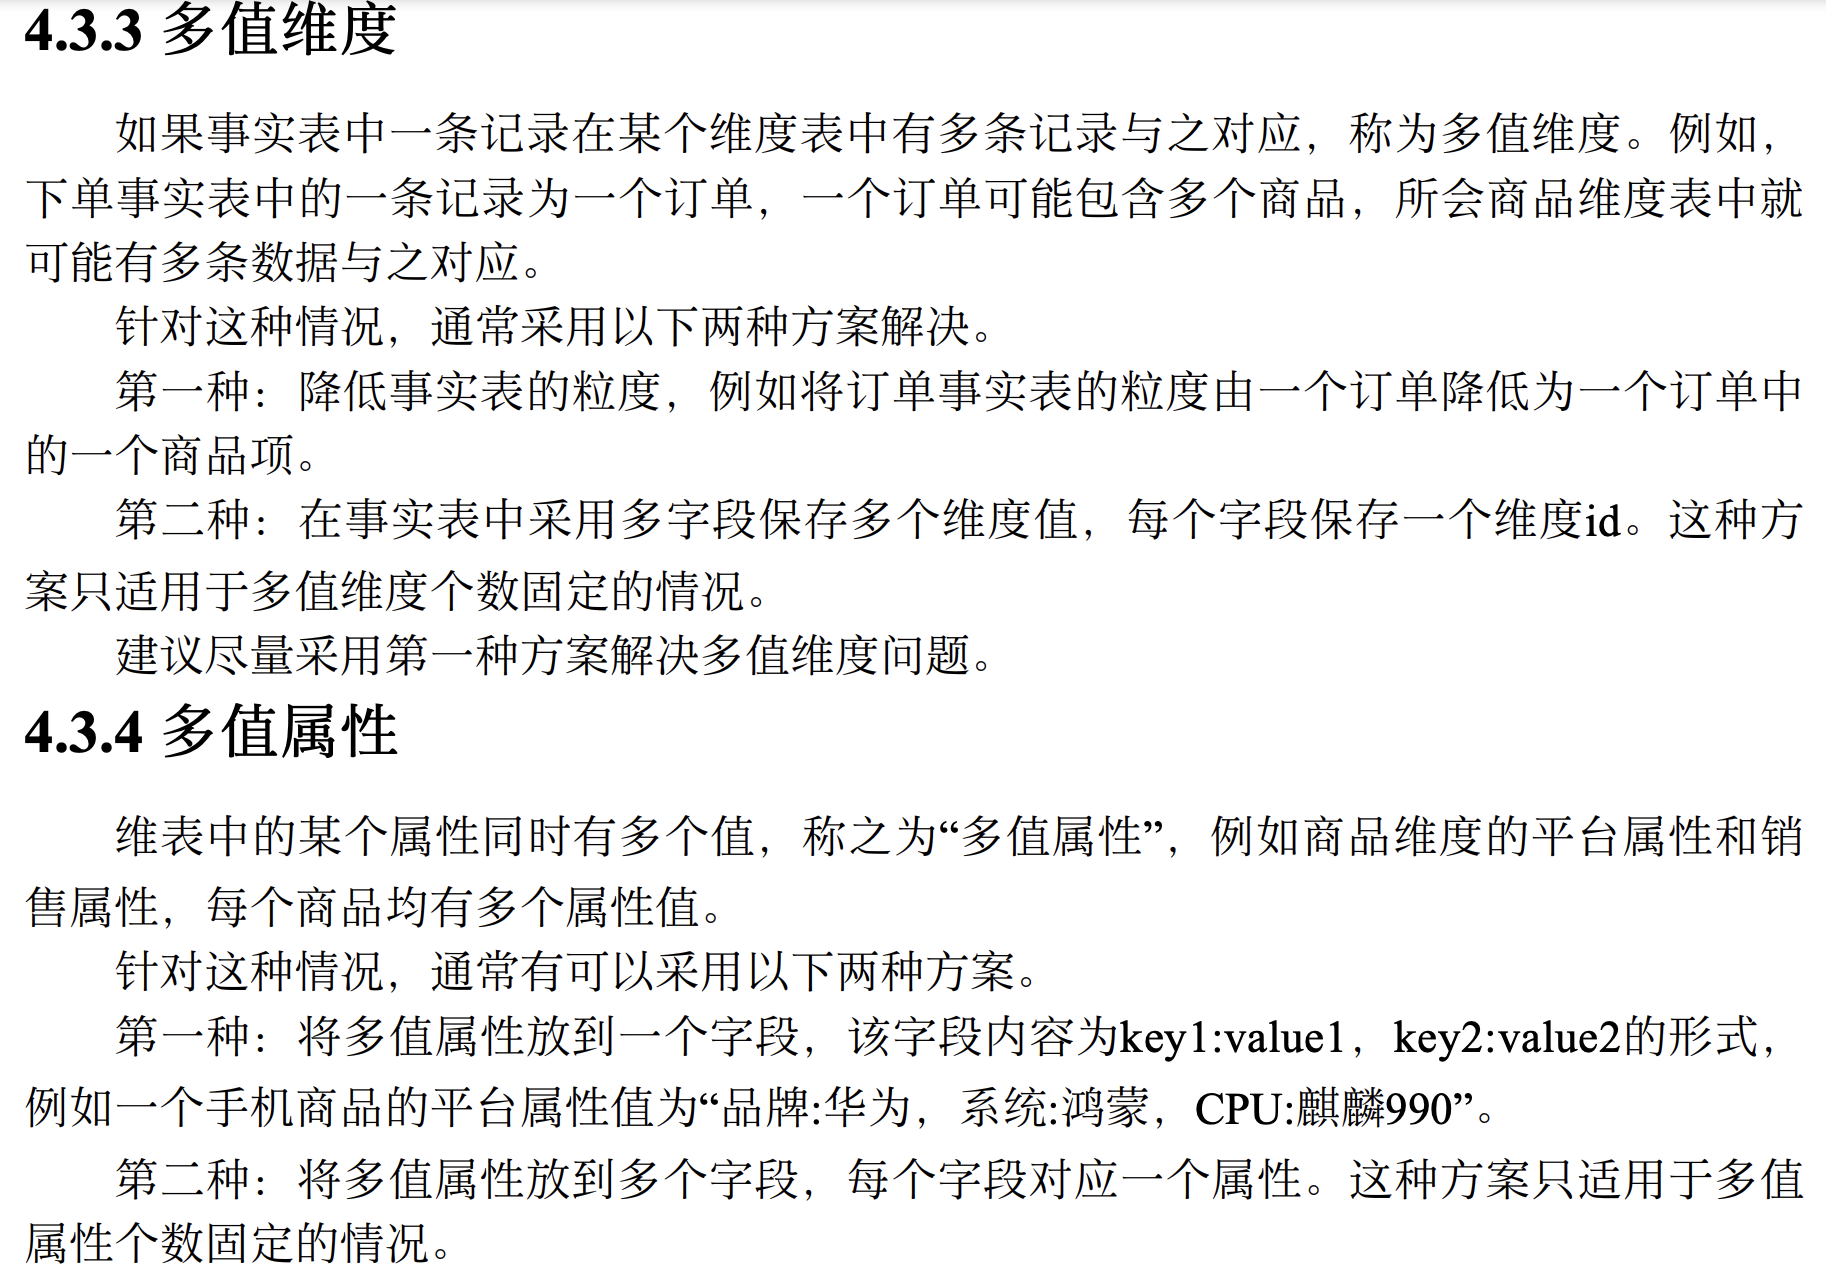 4.3.3 多值维度
如果事实表中一条记录在某个维度表中有多条记录与之对应，称为多值维度。例如，
下单事实表中的一条记录为一个订单，一个订单可能包含多个商品，所会商品维度表中就
可能有多条数据与之对应。
针对这种情况，通常采用以下两种方案解决。
第一种：降低事实表的粒度，例如将订单事实表的粒度由一个订单降低为一个订单中
的一个商品项。
第二种：在事实表中采用多字段保存多个维度值，每个字段保存一个维度id。这种方
案只适用于多值维度个数固定的情况。
建议尽量采用第一种方案解决多值维度问题。
4.3.4 多值属性
维表中的某个属性同时有多个值，称之为“多值属性”，例如商品维度的平台属性和销
售属性，每个商品均有多个属性值。
针对这种情况，通常有可以采用以下两种方案。
第一种：将多值属性放到一个字段，该字段内容为key1:value1，key2:value2的形式，
例如一个手机商品的平台属性值为“品牌:华为，系统:鸿蒙，CPU:麒麟990”。
第二种：将多值属性放到多个字段，每个字段对应一个属性。这种方案只适用于多值
属性个数固定的情况。